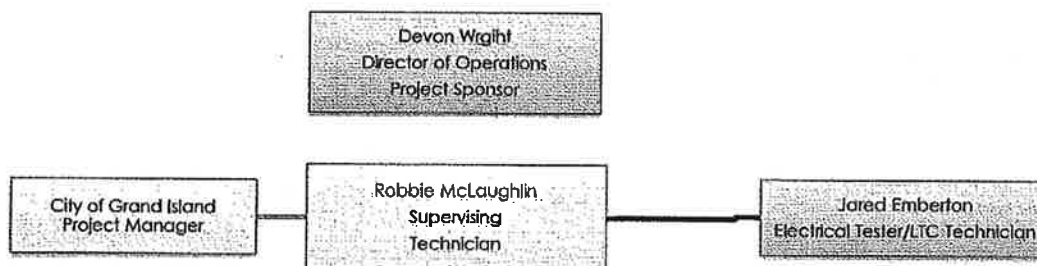 Devon Wrgiht
Director of Operations
Project Sponsor
City of Grand Island
Project Manager
Robbie McLaughlin
Supervising
Technician
Jared Emberton
Electrical Tester/LTC Technician